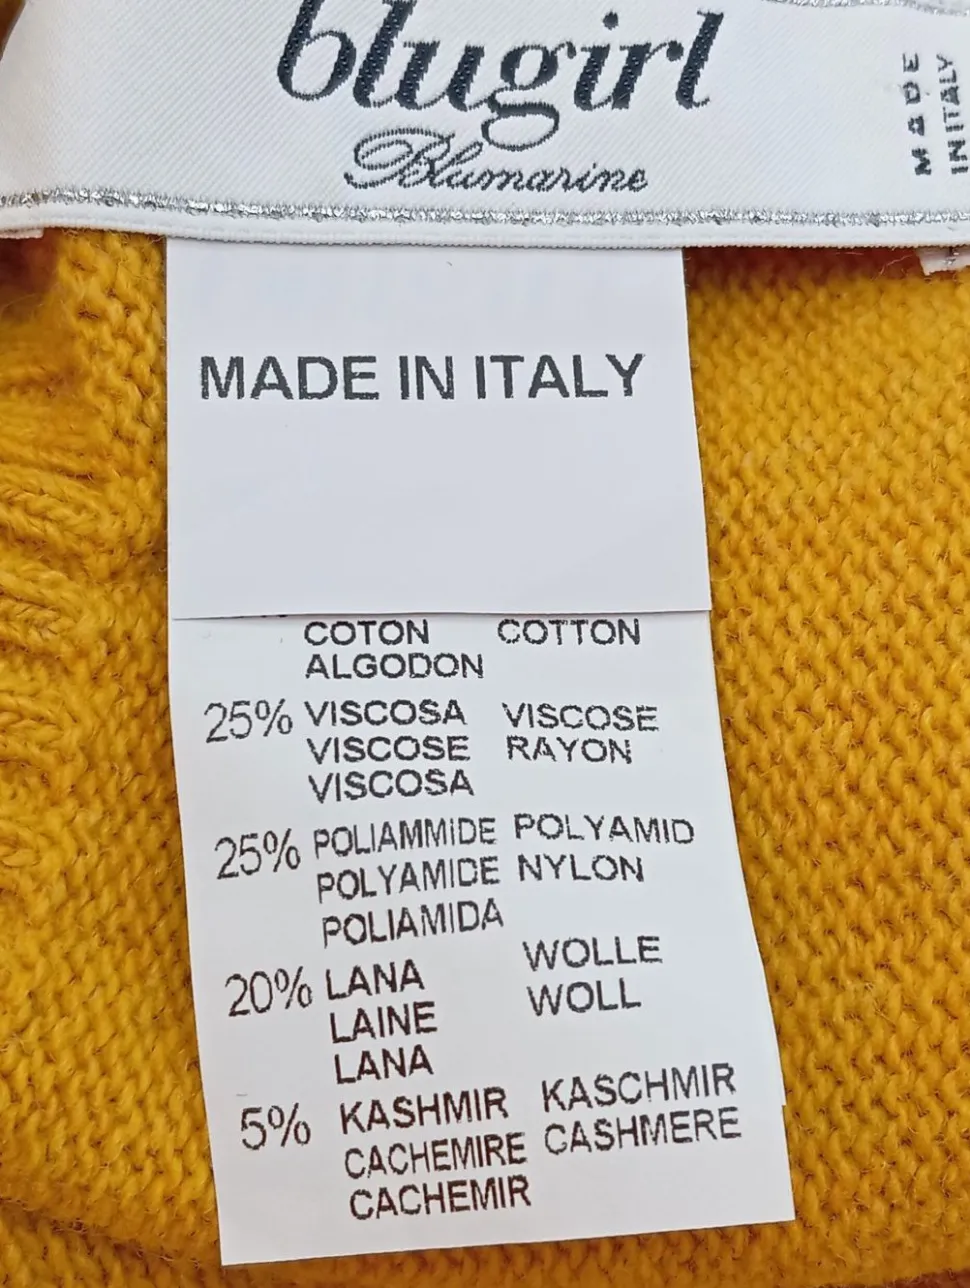 blugirl
Blumarine
MADE
IN ITALY
MADE IN ITALY
COTON COTTON
ALGODON
25% VISCOSA VISCOSE
VISCOSE RAYON
VISCOSA
25% POLIAMMIDE POLYAMID
POLYAMIDE NYLON
POLIAMIDA
20% LANA WOLLE
LAINE WOLL
LANA
5% KASHMIR KASCHMIR
CACHEMIRE CASHMERE
CACHEMIR